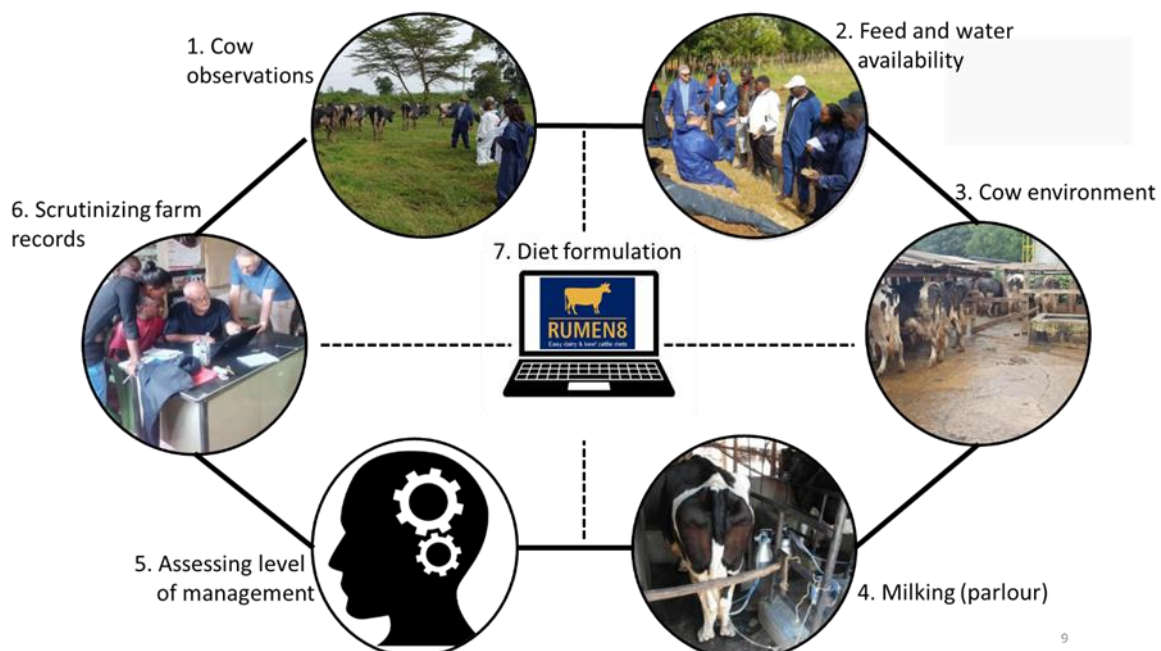 1. Cow
observations
2. Feed and water
availability
3. Cow environment
6. Scrutinizing farm
records
7. Diet formulation
RUMEN8
Easy dairy & beef cattle diets
5. Assessing level
of management
4. Milking (parlour)
9